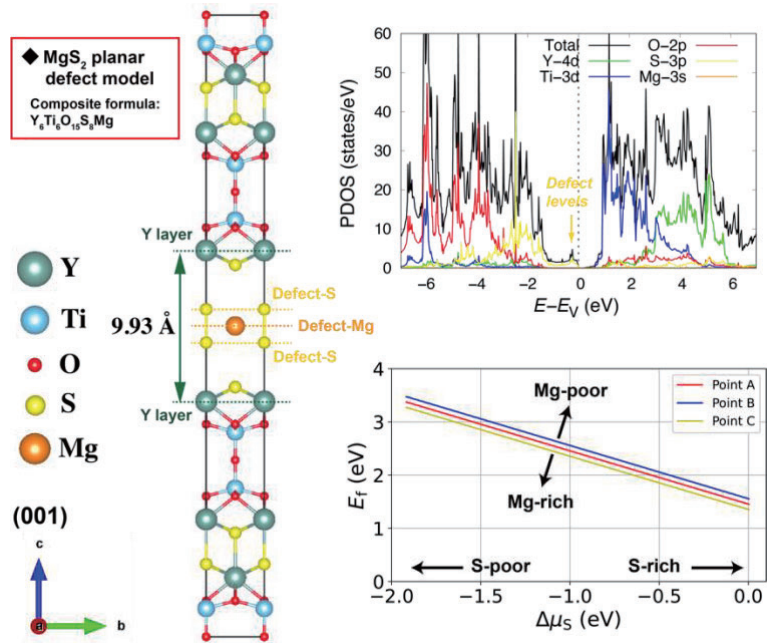 ◆ MgS₂ planar
defect model
Composite formula:
Y₆Ti₆O₁₅S₈Mg
Y
Ti
O
S
Mg
(001)
c
a
b
Y layer
9.93 Å
Defect-S
Defect-Mg
Defect-S
Y layer
PDOS (states/eV)
60
50
40
30
20
10
0
Total
Y-4d
Ti-3d
O-2p
S-3p
Mg-3s
Defect
levels
−6 −4 −2 0 2 4 6
E−E_V (eV)
E_f (eV)
4
3
2
1
0
Point A
Point B
Point C
Mg-poor
Mg-rich
S-poor
S-rich
−2.0 −1.5 −1.0 −0.5 0.0
Δμ_S (eV)